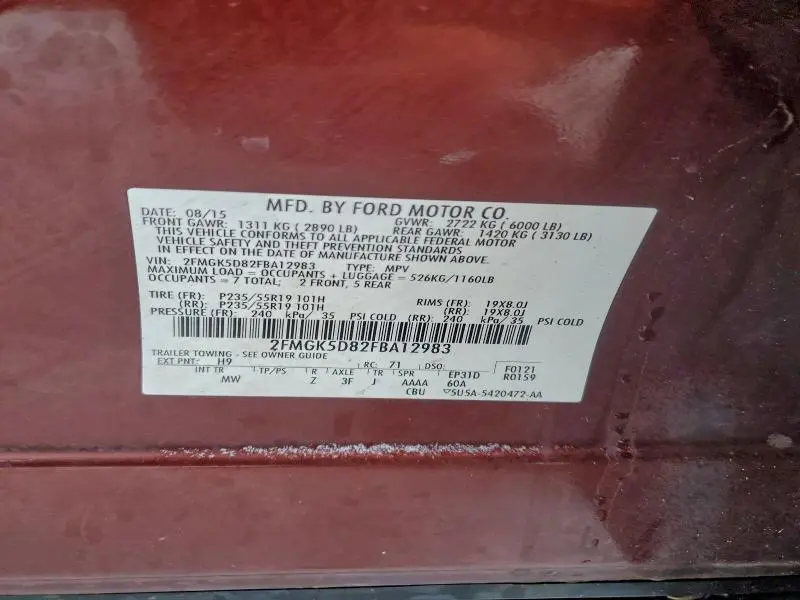 MFD. BY FORD MOTOR CO.
DATE: 08/15 GVWR: 2722 KG ( 6000 LB)
FRONT GAWR: 1311 KG ( 2890 LB) REAR GAWR: 1420 KG ( 3130 LB)
THIS VEHICLE CONFORMS TO ALL APPLICABLE FEDERAL MOTOR
VEHICLE SAFETY AND THEFT PREVENTION STANDARDS
IN EFFECT ON THE DATE OF MANUFACTURE SHOWN ABOVE.
VIN: 2FMGK5D82FBA12983 TYPE: MPV
MAXIMUM LOAD = OCCUPANTS + LUGGAGE = 526KG/1160LB
OCCUPANTS = 7 TOTAL; 2 FRONT, 5 REAR
TIRE (FR): P235/55R19 101H RIMS (FR): 19X8.0J
(RR): P235/55R19 101H (RR): 19X8.0J
PRESSURE (FR): 240 kPa/ 35 PSI COLD (RR): 240 kPa/ 35 PSI COLD
2FMGK5D82FBA12983
TRAILER TOWING - SEE OWNER GUIDE
EXT PNT: H9 RC: 71 DSO: F0121
INT TR TP/PS R AXLE TR SPR EP31D R0159
MW Z 3F J AAAA 60A
CBU 5U5A-5420472-AA